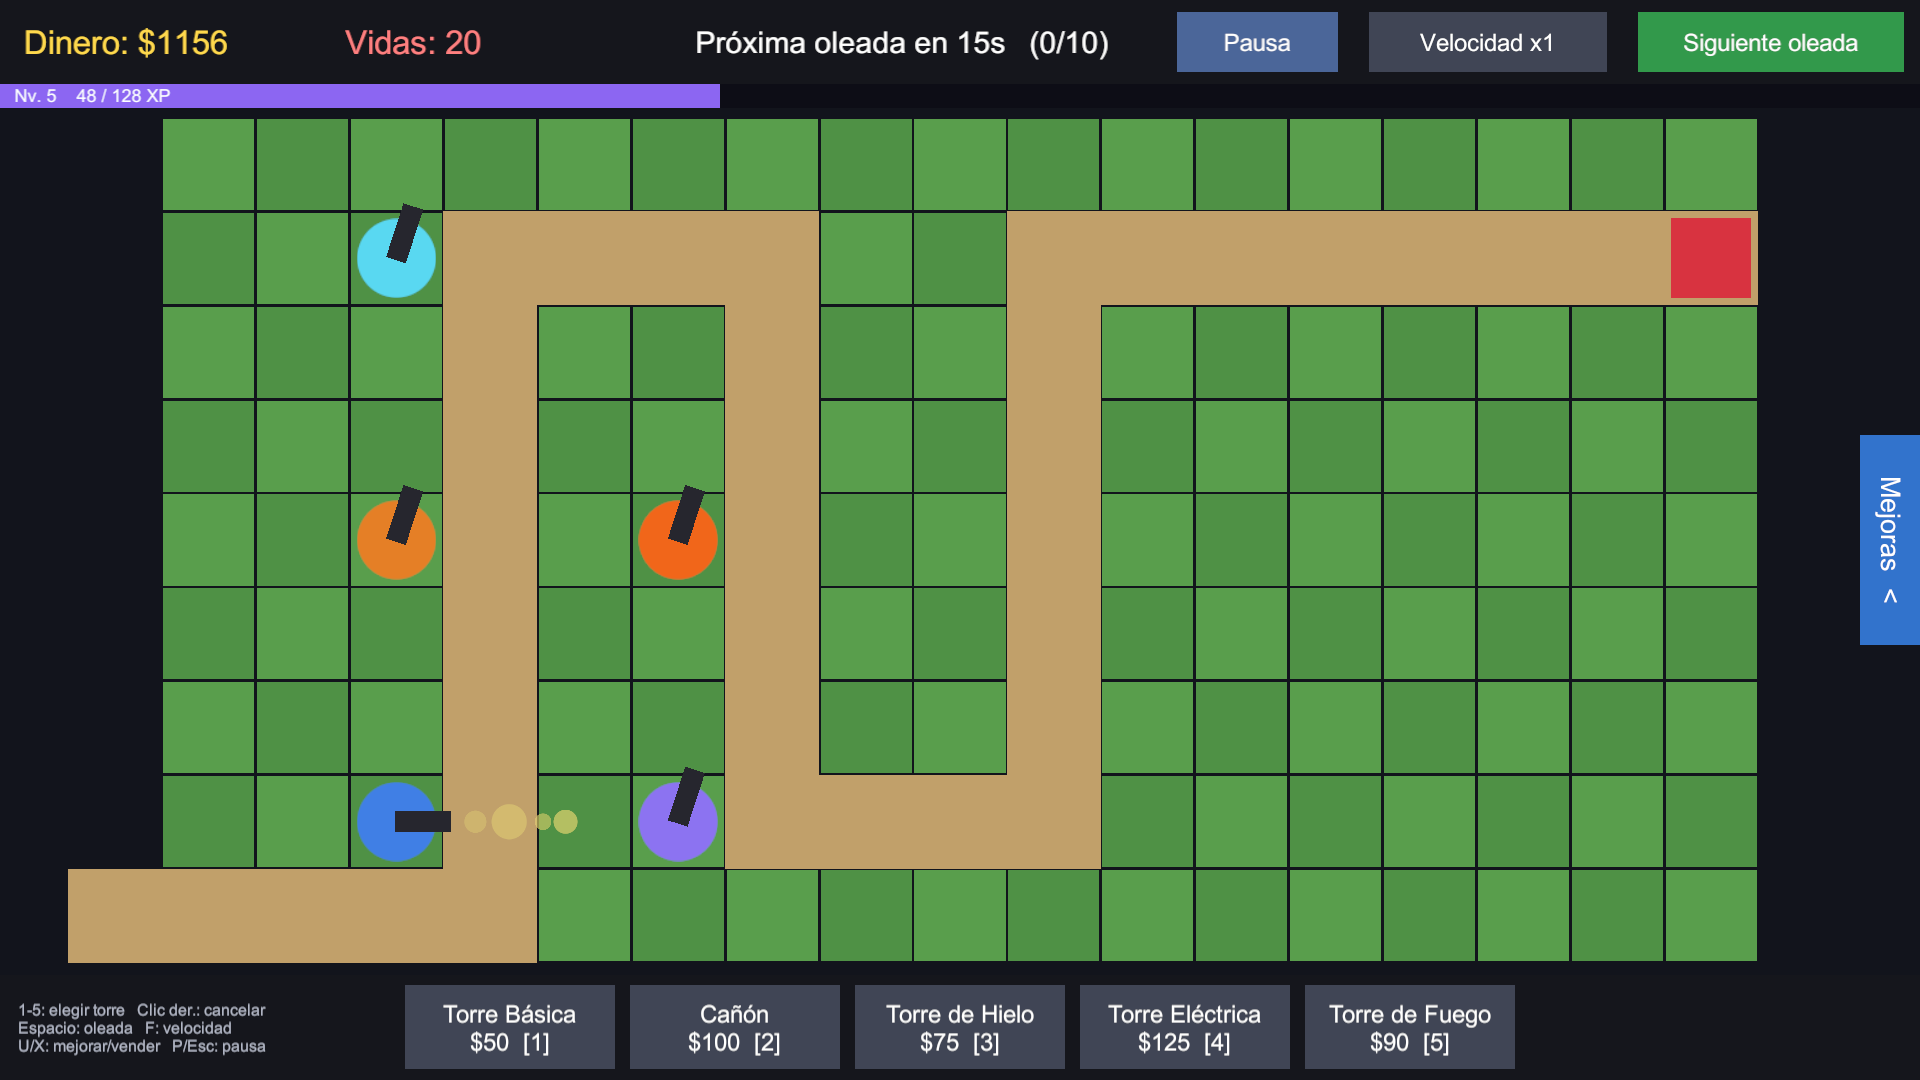 Dinero: $1156
Vidas: 20
Próxima oleada en 15s (0/10)
Pausa
Velocidad x1
Siguiente oleada
Nv. 5 48 / 128 XP
Mejoras <
1-5: elegir torre Clic der.: cancelar
Espacio: oleada F: velocidad
U/X: mejorar/vender P/Esc: pausa
Torre Básica
$50 [1]
Cañón
$100 [2]
Torre de Hielo
$75 [3]
Torre Eléctrica
$125 [4]
Torre de Fuego
$90 [5]